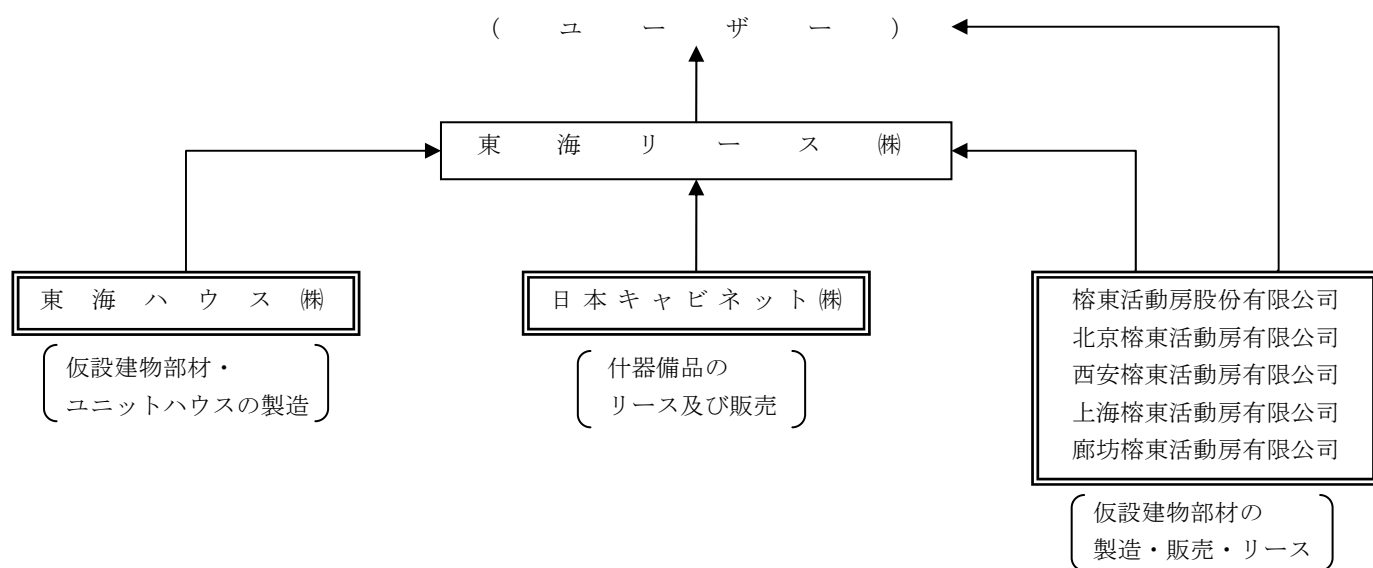 (ユーザー)
東海リース㈱
東海ハウス㈱
仮設建物部材・
ユニットハウスの製造
日本キャビネット㈱
什器備品の
リース及び販売
榕東活動房股份有限公司
北京榕東活動房有限公司
西安榕東活動房有限公司
上海榕東活動房有限公司
廊坊榕東活動房有限公司
仮設建物部材の
製造・販売・リース